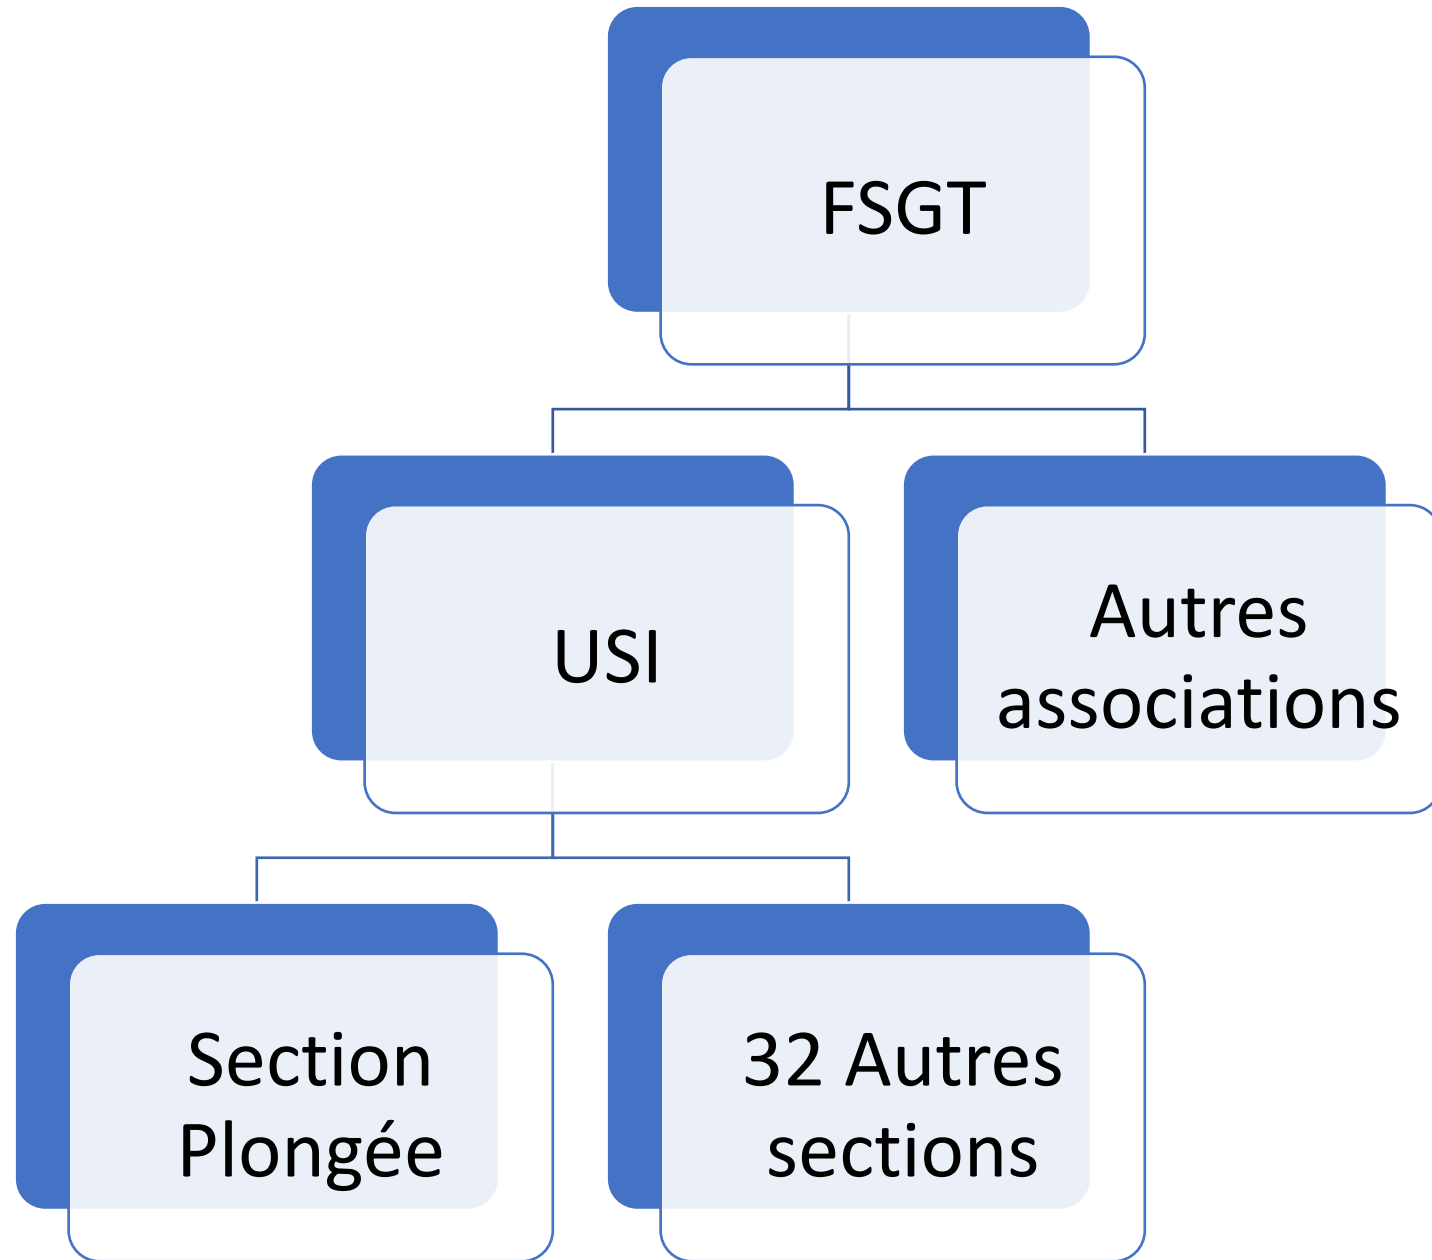 FSGT
USI
Autres
associations
Section
Plongée
32 Autres
sections